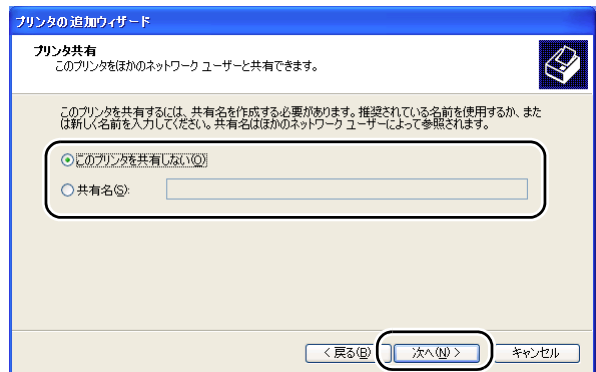 プリンタの追加ウィザード
プリンタ共有
このプリンタをほかのネットワーク ユーザーと共有できます。
このプリンタを共有するには、共有名を作成する必要があります。推奨されている名前を使用するか、また
は新しく名前を入力してください。共有名はほかのネットワーク ユーザーによって参照されます。
このプリンタを共有しない(O)
共有名(S):
< 戻る(B) 次へ(N) > キャンセル